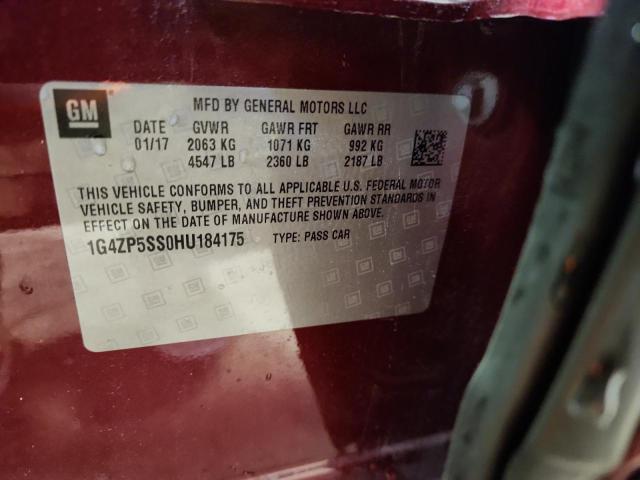 GM
MFD BY GENERAL MOTORS LLC
DATE GVWR GAWR FRT GAWR RR
01/17 2063 KG 1071 KG 992 KG
4547 LB 2360 LB 2187 LB
THIS VEHICLE CONFORMS TO ALL APPLICABLE U.S. FEDERAL MOTOR
VEHICLE SAFETY, BUMPER, AND THEFT PREVENTION STANDARDS IN
EFFECT ON THE DATE OF MANUFACTURE SHOWN ABOVE.
1G4ZP5SS0HU184175 TYPE: PASS CAR